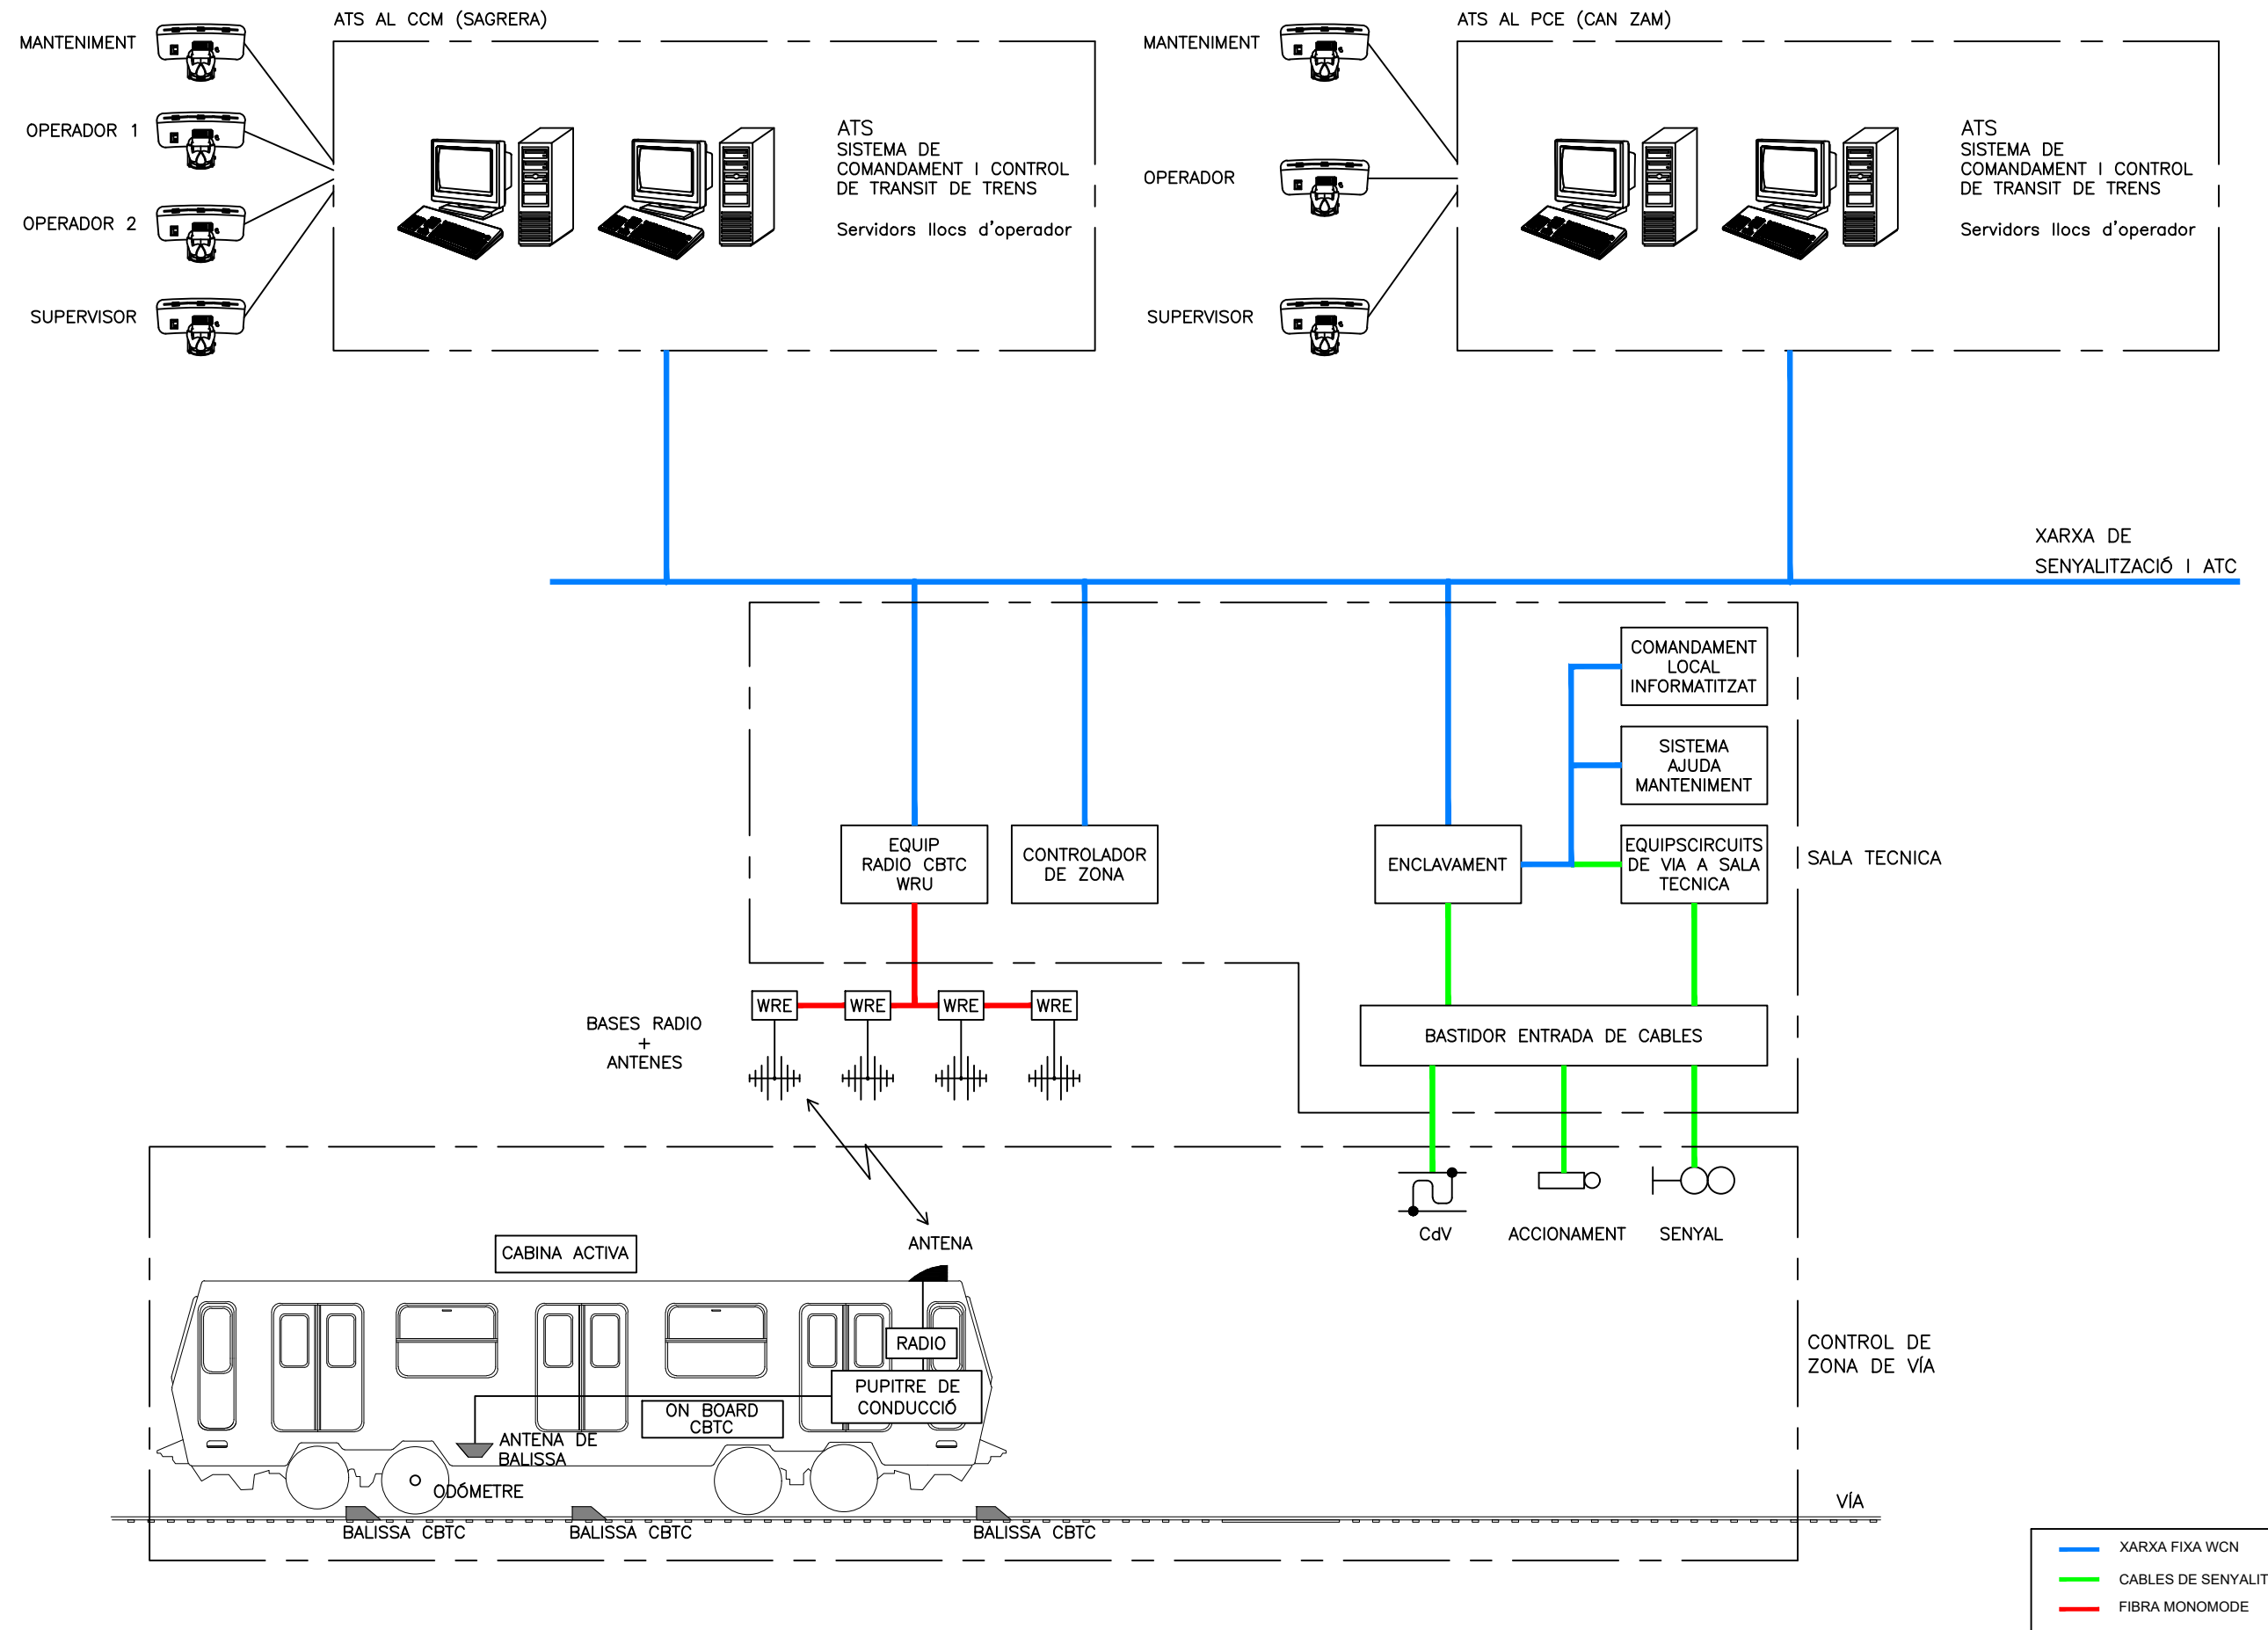 ATS AL CCM (SAGRERA)
MANTENIMENT
OPERADOR 1
OPERADOR 2
SUPERVISOR
ATS
SISTEMA DE
COMANDAMENT I CONTROL
DE TRANSIT DE TRENS
Servidors llocs d'operador
ATS AL PCE (CAN ZAM)
MANTENIMENT
OPERADOR
SUPERVISOR
ATS
SISTEMA DE
COMANDAMENT I CONTROL
DE TRANSIT DE TRENS
Servidors llocs d'operador
XARXA DE
SENYALITZACIÓ I ATC
COMANDAMENT
LOCAL
INFORMATITZAT
SISTEMA
AJUDA
MANTENIMENT
EQUIP
RADIO CBTC
WRU
CONTROLADOR
DE ZONA
ENCLAVAMENT
EQUIPSCIRCUITS
DE VIA A SALA
TECNICA
SALA TECNICA
WRE
WRE
WRE
WRE
BASES RADIO
+
ANTENES
BASTIDOR ENTRADA DE CABLES
CdV
ACCIONAMENT
SENYAL
ANTENA
CABINA ACTIVA
RADIO
PUPITRE DE
CONDUCCIÓ
ON BOARD
CBTC
ANTENA DE
BALISSA
ODÓMETRE
CONTROL DE
ZONA DE VÍA
VÍA
BALISSA CBTC
BALISSA CBTC
BALISSA CBTC
XARXA FIXA WCN
CABLES DE SENYALIT
FIBRA MONOMODE